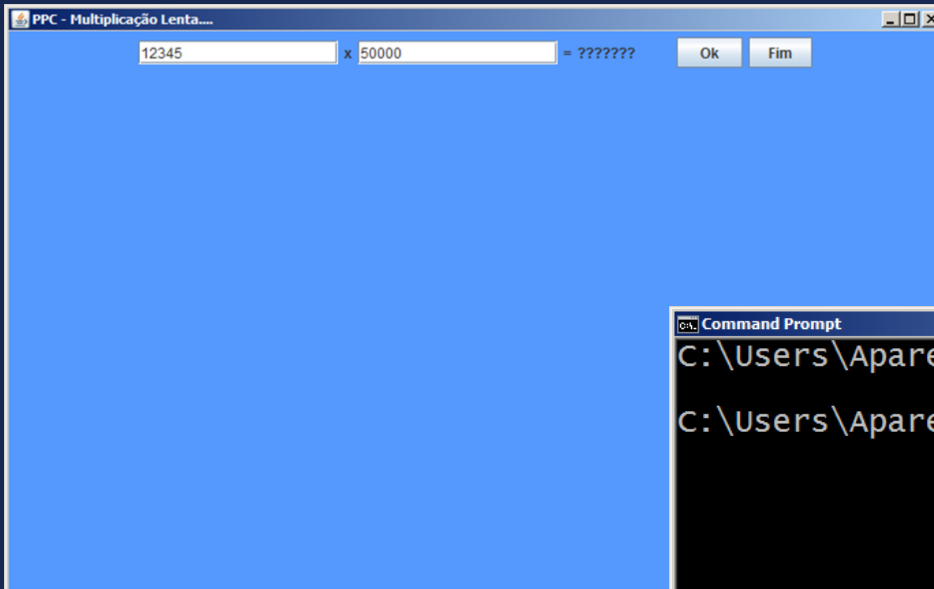 PPC - Multiplicação Lenta....
12345 x 50000 = ??????? Ok Fim
Command Prompt
C:\Users\Apare
C:\Users\Apare